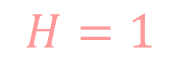 H = 1